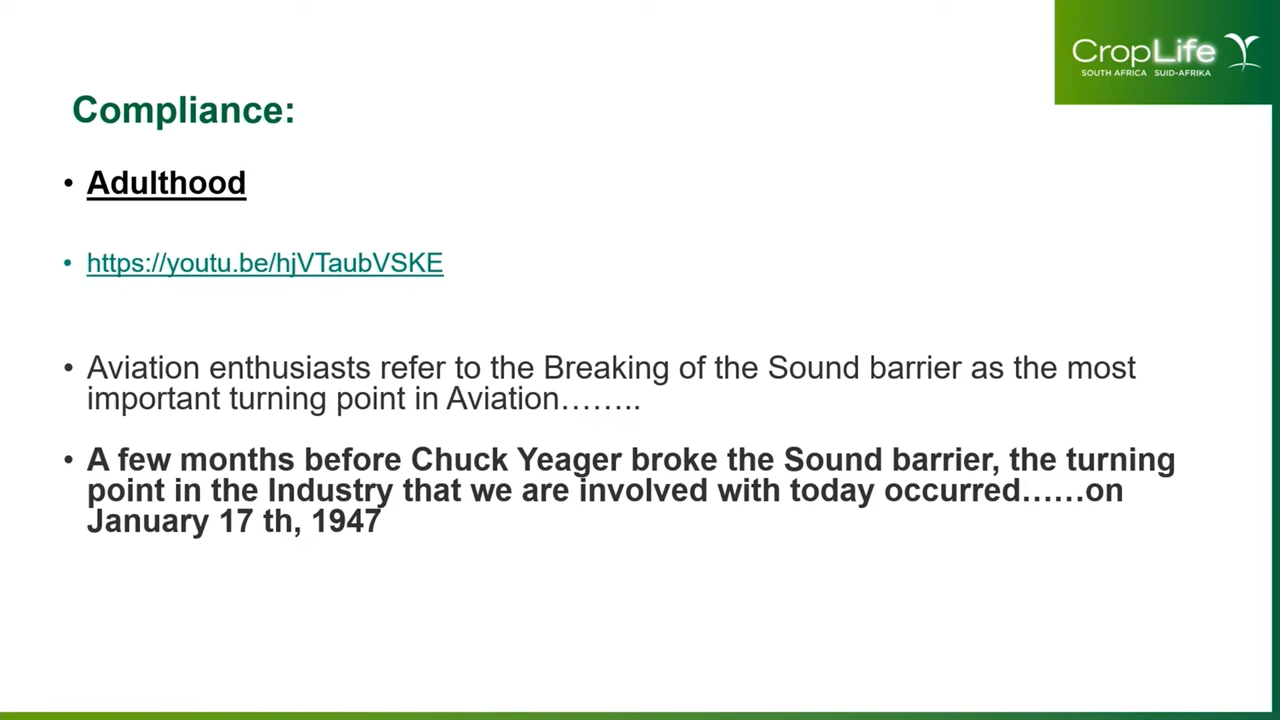 CropLife
SOUTH AFRICA SUID-AFRIKA
Compliance:
• Adulthood
• https://youtu.be/hjVTaubVSKE
• Aviation enthusiasts refer to the Breaking of the Sound barrier as the most
important turning point in Aviation……..
• A few months before Chuck Yeager broke the Sound barrier, the turning
point in the Industry that we are involved with today occurred……on
January 17 th, 1947